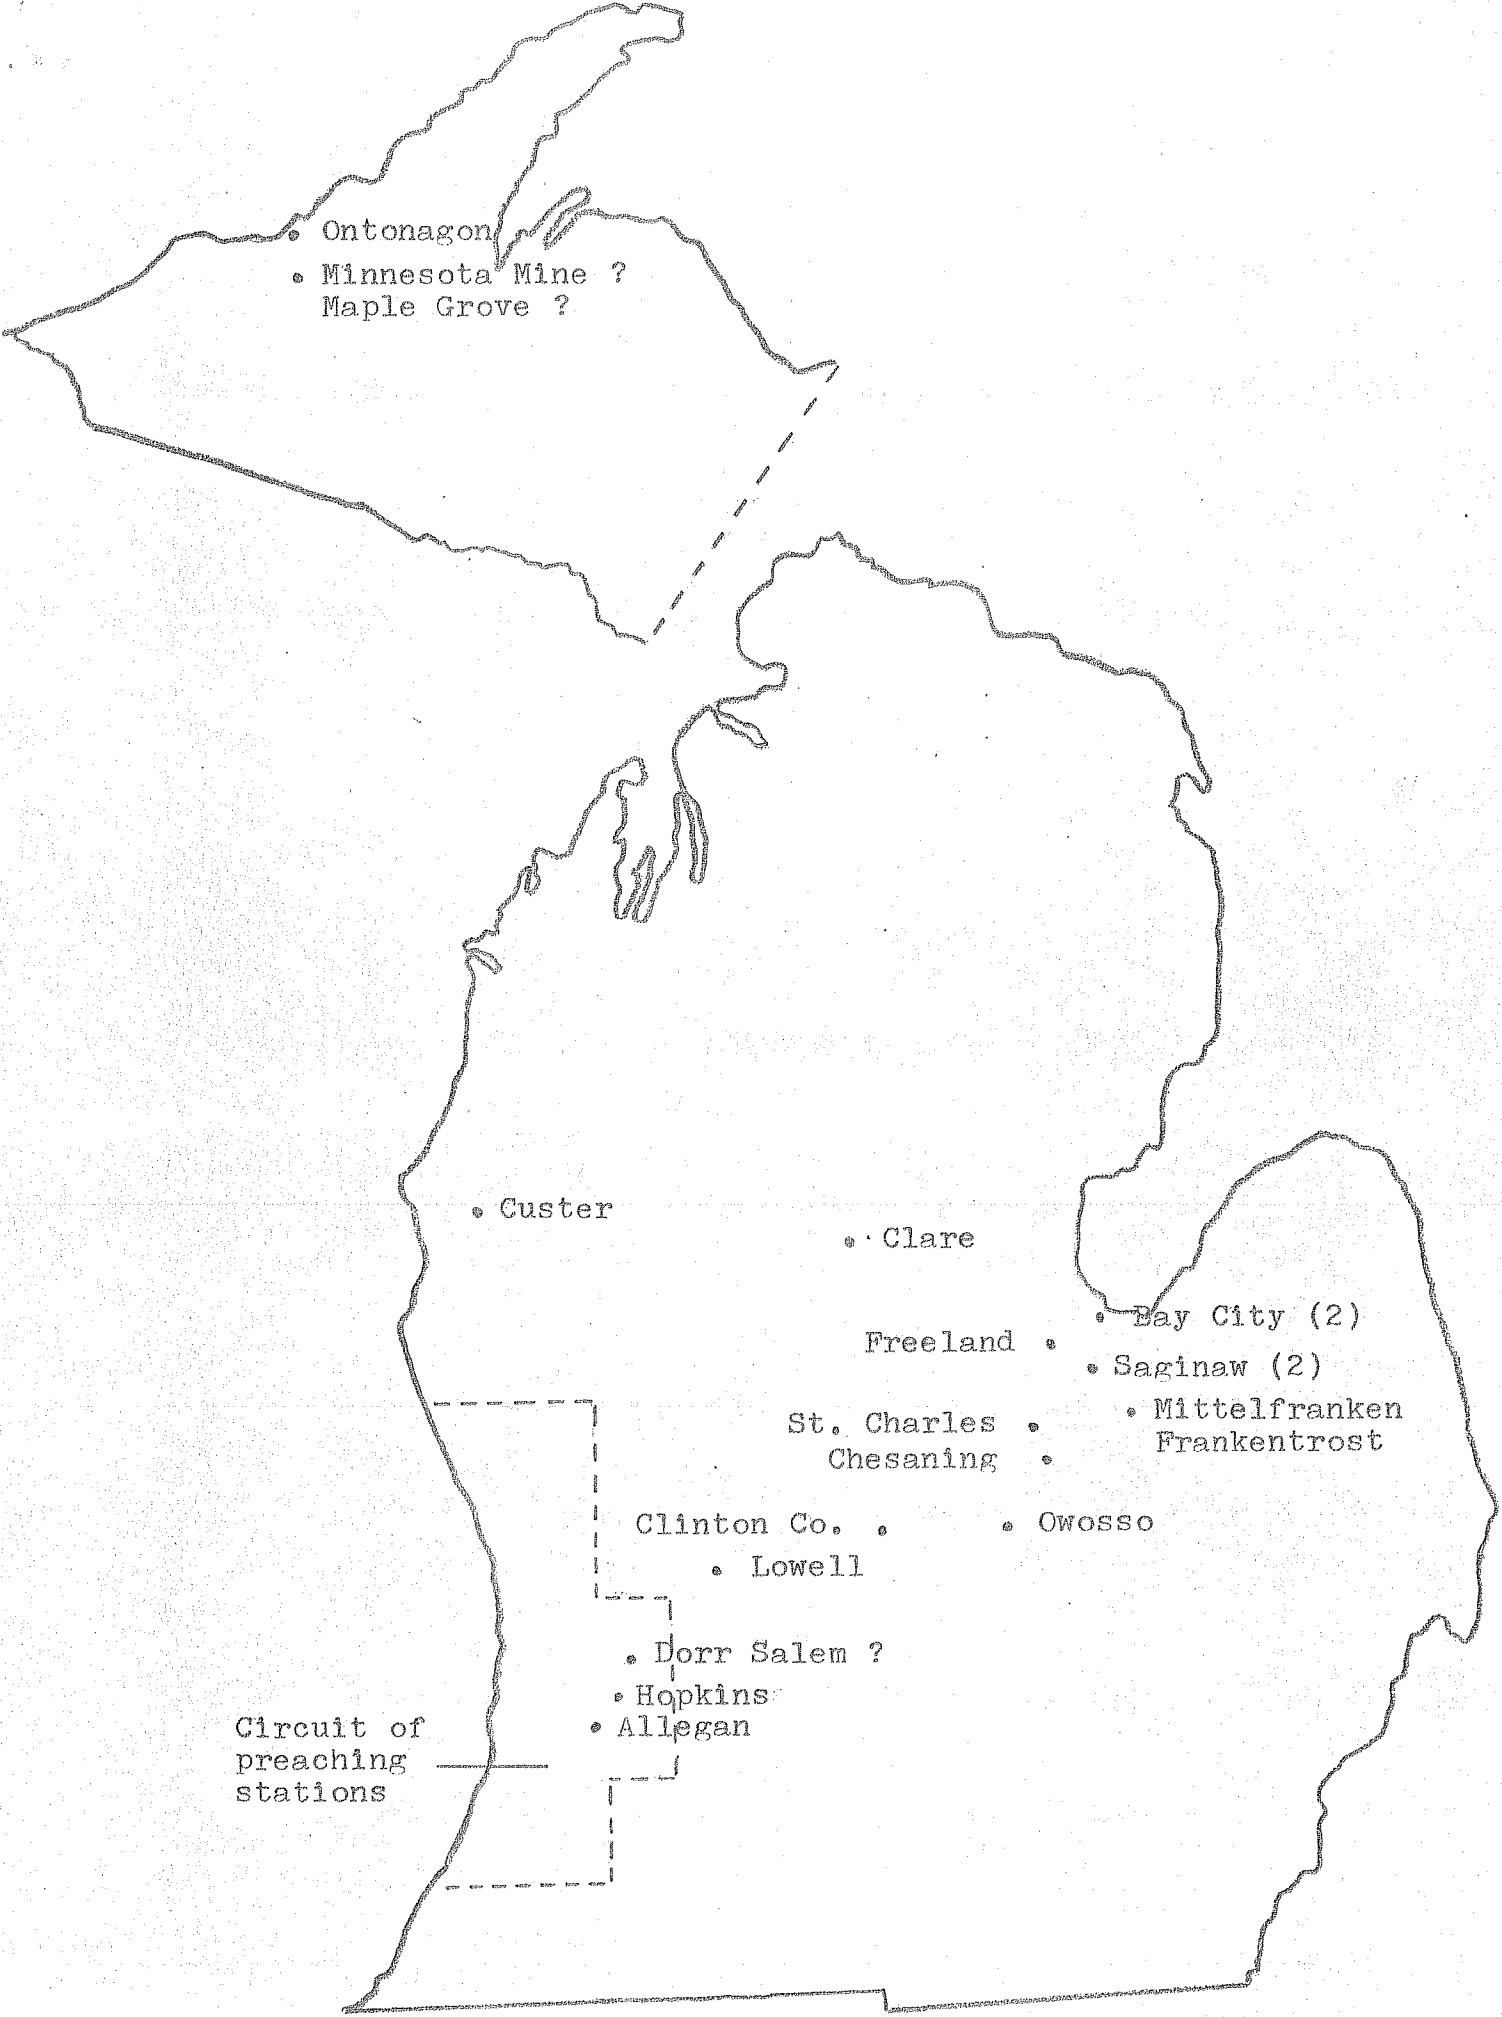 Ontonagon
Minnesota Mine ?
Maple Grove ?
Custer
Clare
Bay City (2)
Freeland
Saginaw (2)
Mittelfranken
Frankentrost
St. Charles
Chesaning
Clinton Co.
Owosso
Lowell
Dorr Salem ?
Hopkins
Allegan
Circuit of
preaching
stations